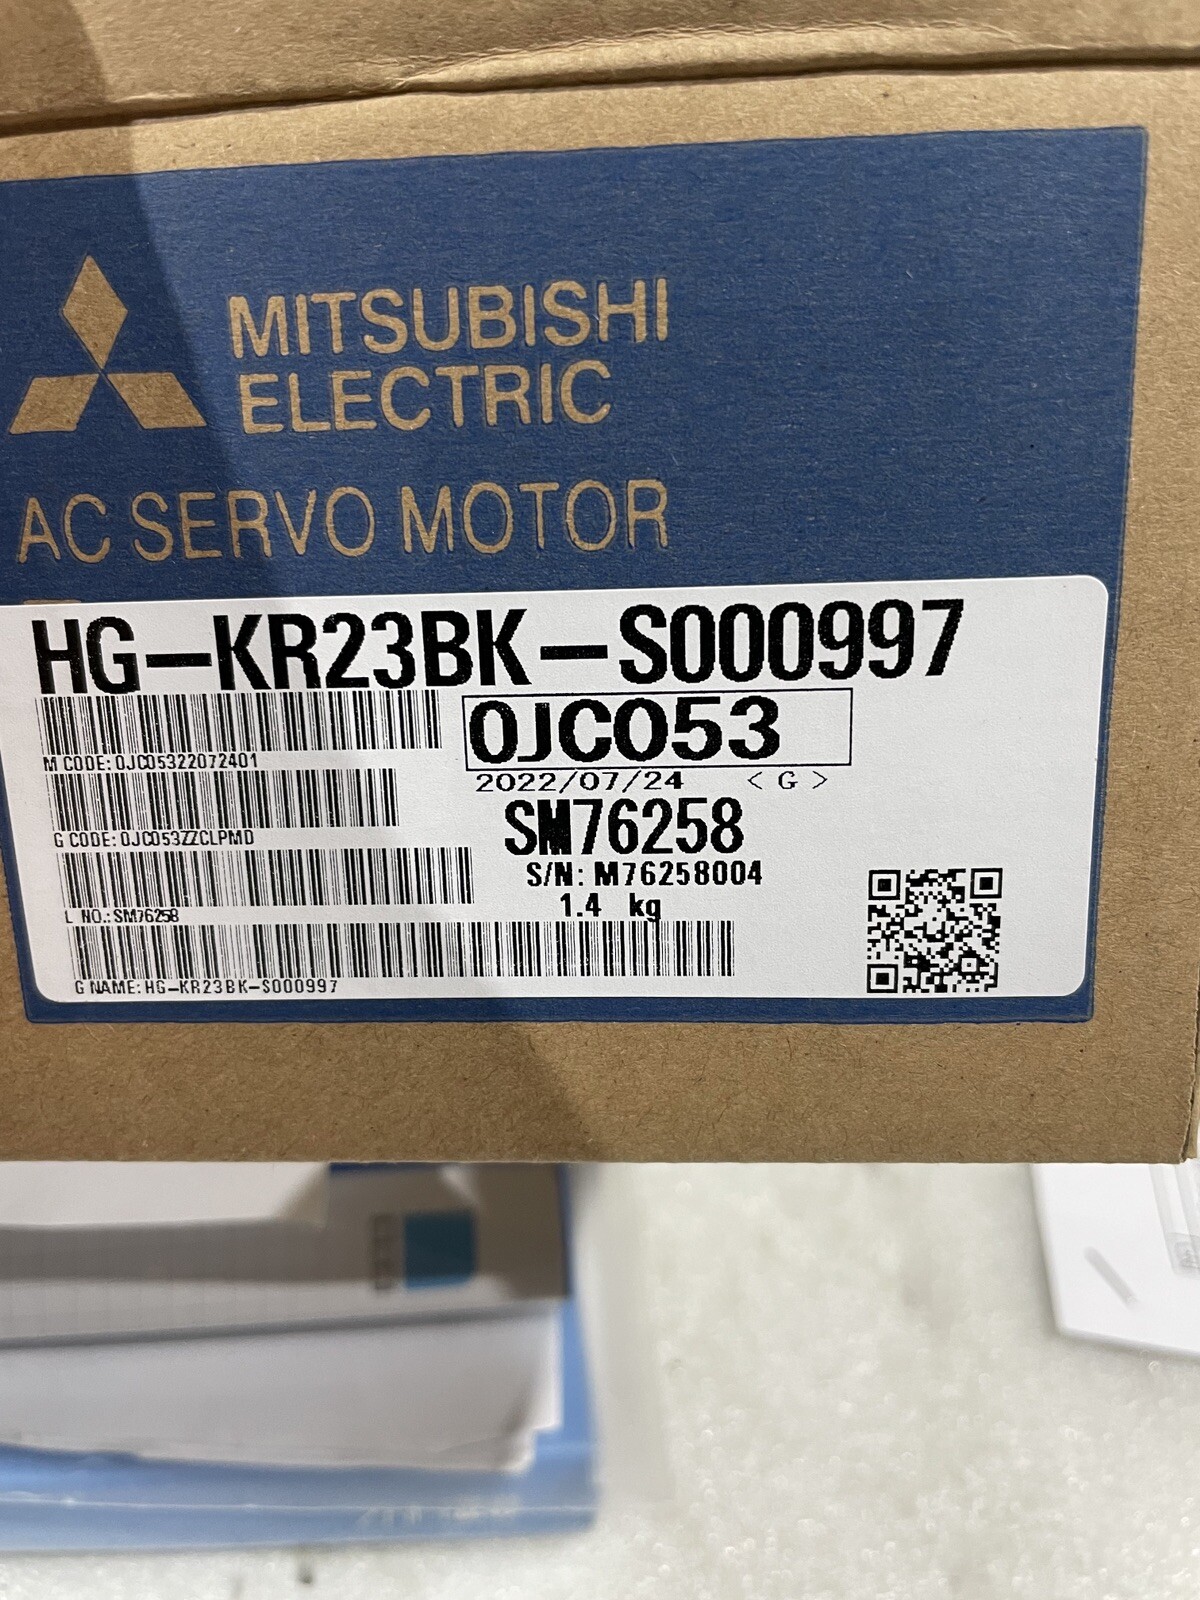 MITSUBISHI
ELECTRIC
AC SERVO MOTOR
HG-KR23BK-S000997
0JC053
M CODE: 0JC05322072401
2022/07/24 <G>
SM76258
G CODE: 0JC053ZZCLPMD
S/N: M76258004
1.4 kg
L NO.: SM76258
G NAME: HG-KR23BK-S000997